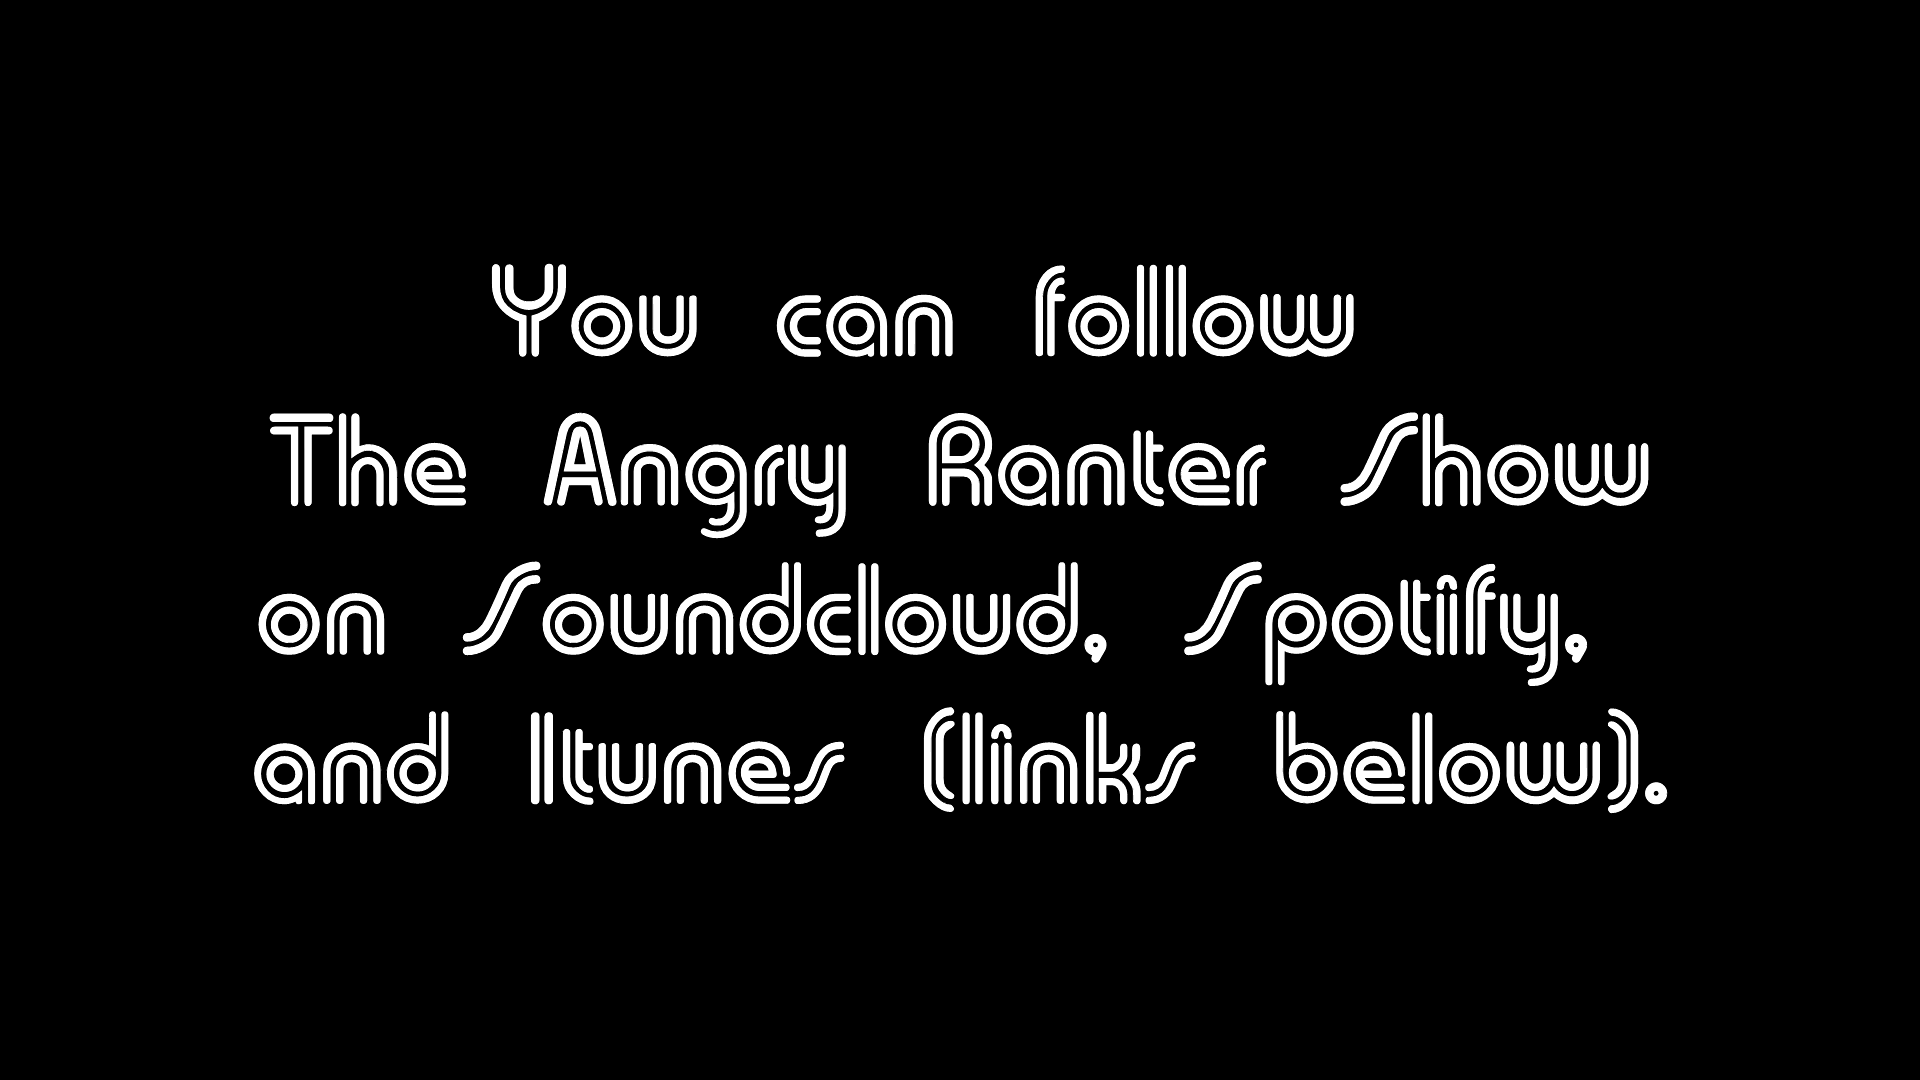 You can follow
The Angry Ranter Show
on Soundcloud, Spotify,
and Itunes (links below).